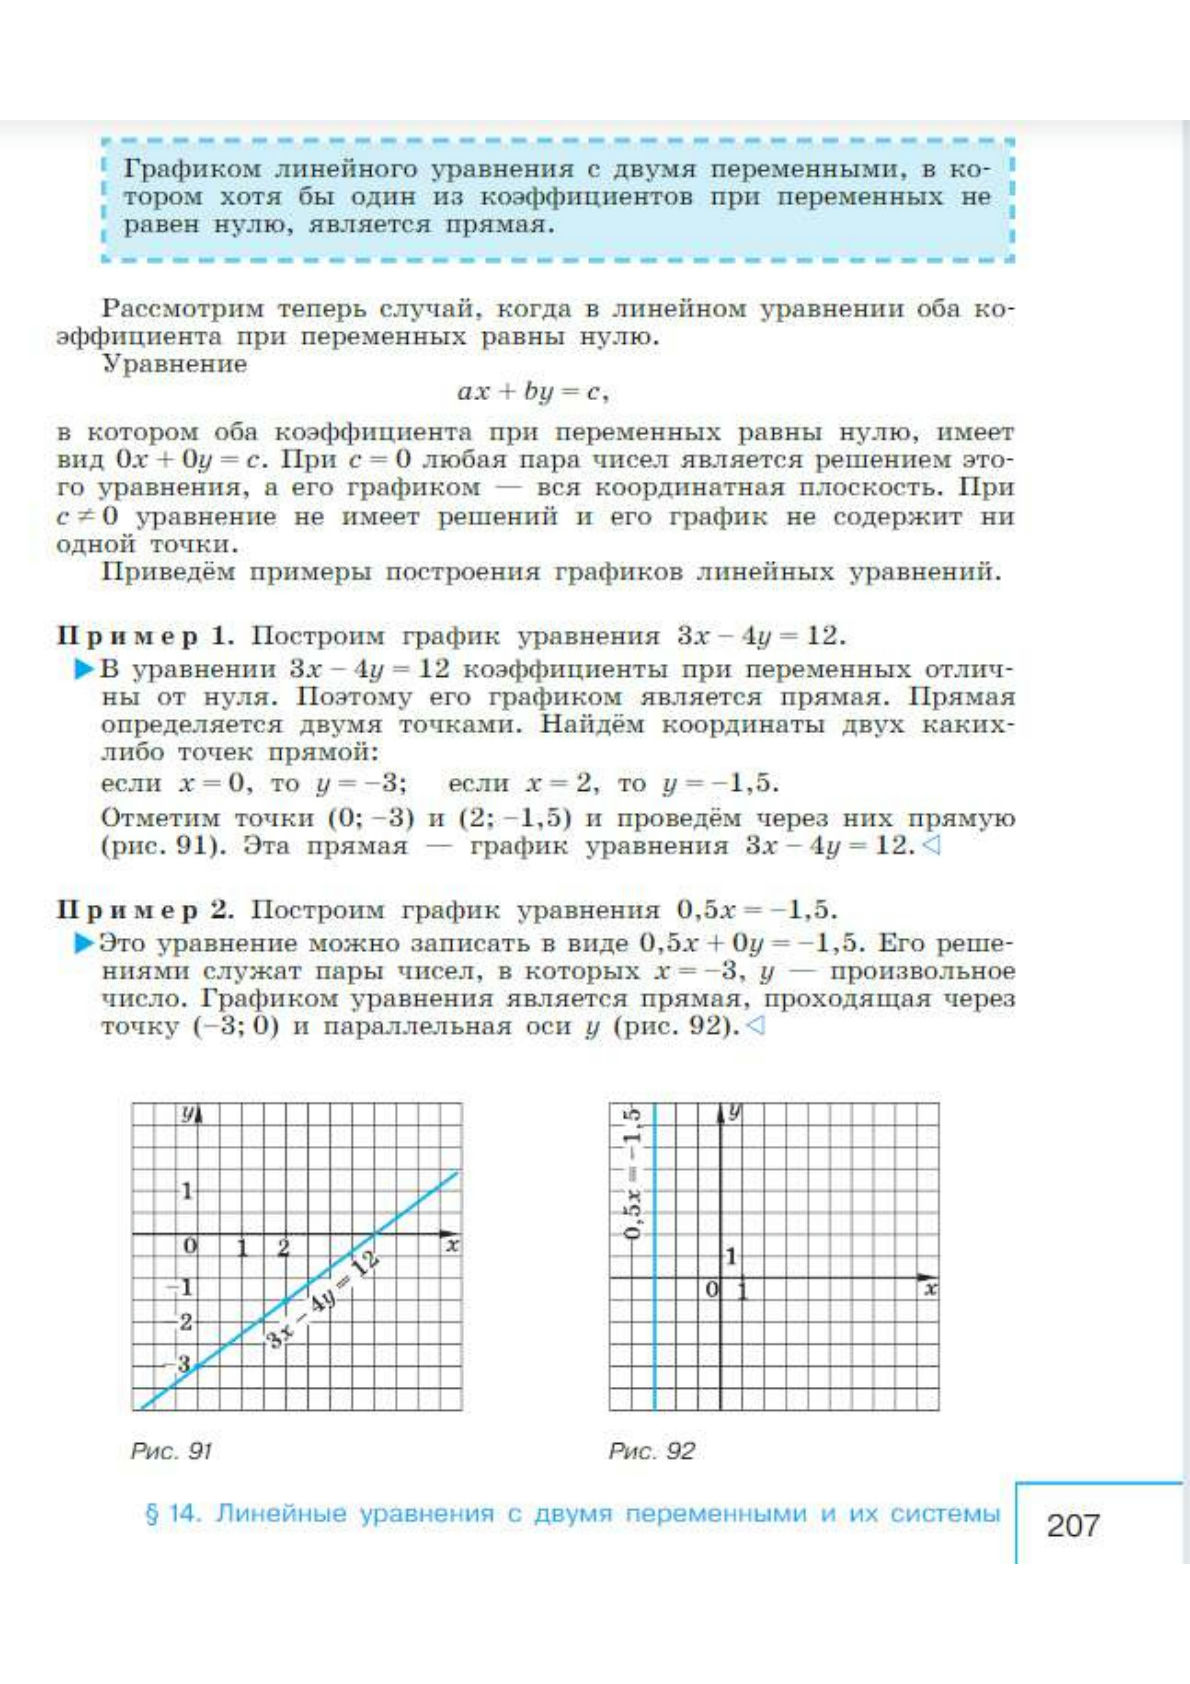 Графиком линейного уравнения с двумя переменными, в ко-
тором хотя бы один из коэффициентов при переменных не
равен нулю, является прямая.
Рассмотрим теперь случай, когда в линейном уравнении оба ко-
эффициента при переменных равны нулю.
Уравнение
ax + by = c,
в котором оба коэффициента при переменных равны нулю, имеет
вид 0x + 0y = c. При c = 0 любая пара чисел является решением это-
го уравнения, а его графиком — вся координатная плоскость. При
c ≠ 0 уравнение не имеет решений и его график не содержит ни
одной точки.
Приведём примеры построения графиков линейных уравнений.
Пример 1. Построим график уравнения 3x – 4y = 12.
В уравнении 3x – 4y = 12 коэффициенты при переменных отлич-
ны от нуля. Поэтому его графиком является прямая. Прямая
определяется двумя точками. Найдём координаты двух каких-
либо точек прямой:
если x = 0, то y = –3; если x = 2, то y = –1,5.
Отметим точки (0; –3) и (2; –1,5) и проведём через них прямую
(рис. 91). Эта прямая — график уравнения 3x – 4y = 12.
Пример 2. Построим график уравнения 0,5x = –1,5.
Это уравнение можно записать в виде 0,5x + 0y = –1,5. Его реше-
ниями служат пары чисел, в которых x = –3, y — произвольное
число. Графиком уравнения является прямая, проходящая через
точку (–3; 0) и параллельная оси y (рис. 92).
y
1
0 1 2 x
–1
–2
–3
3x – 4y = 12
0,5x = –1,5
y
1
0 1 x
Рис. 91
Рис. 92
§ 14. Линейные уравнения с двумя переменными и их системы
207